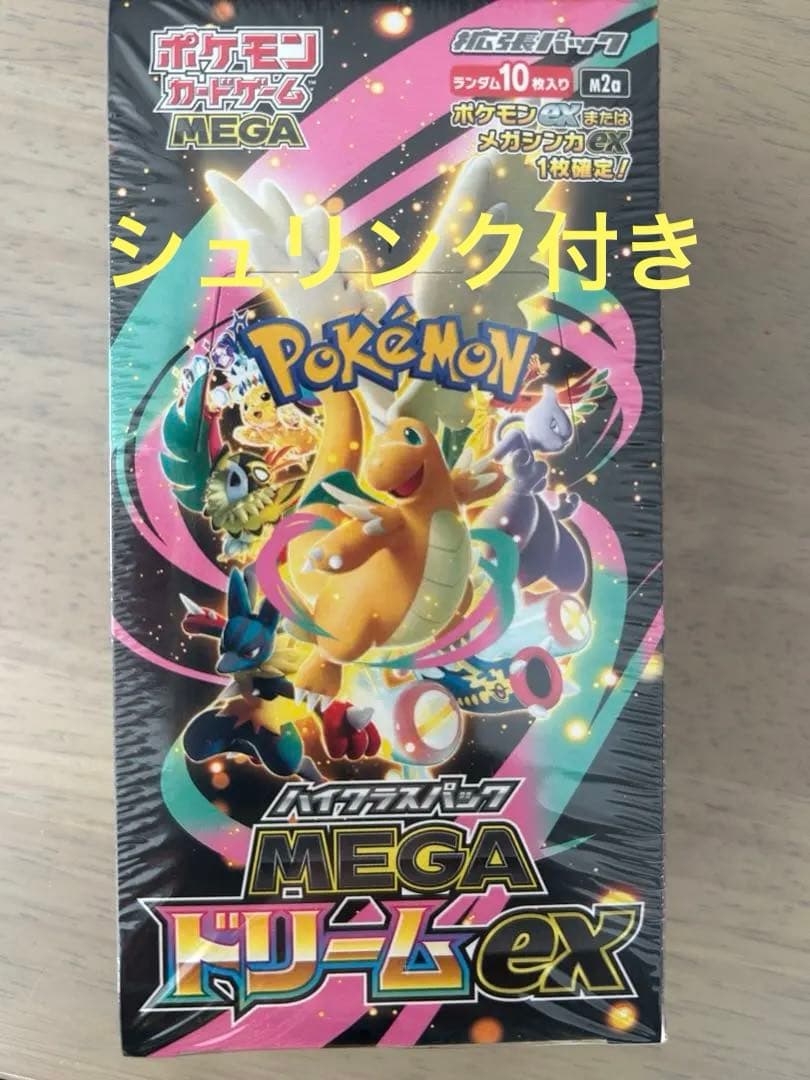 ポケモン
カードゲーム
MEGA
拡張パック
ランダム10枚入り M2a
ポケモンexまたは
メガシンカex
1枚確定!
シュリンク付き
POKéMON
ハイクラスパック
MEGA
ドリームex